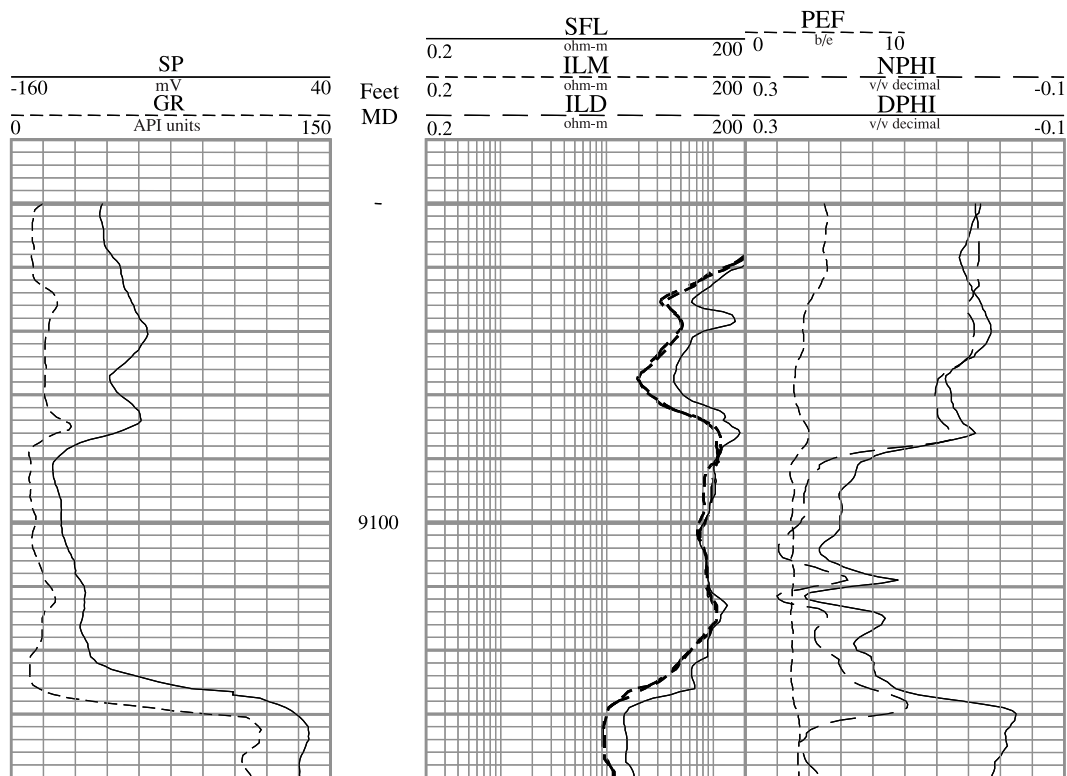 SP
-160 mV 40
GR
0 API units 150
Feet
MD
SFL
0.2 ohm-m 200
ILM
0.2 ohm-m 200
ILD
0.2 ohm-m 200
PEF
0 b/e 10
NPHI
0.3 v/v decimal -0.1
DPHI
0.3 v/v decimal -0.1
-
9100